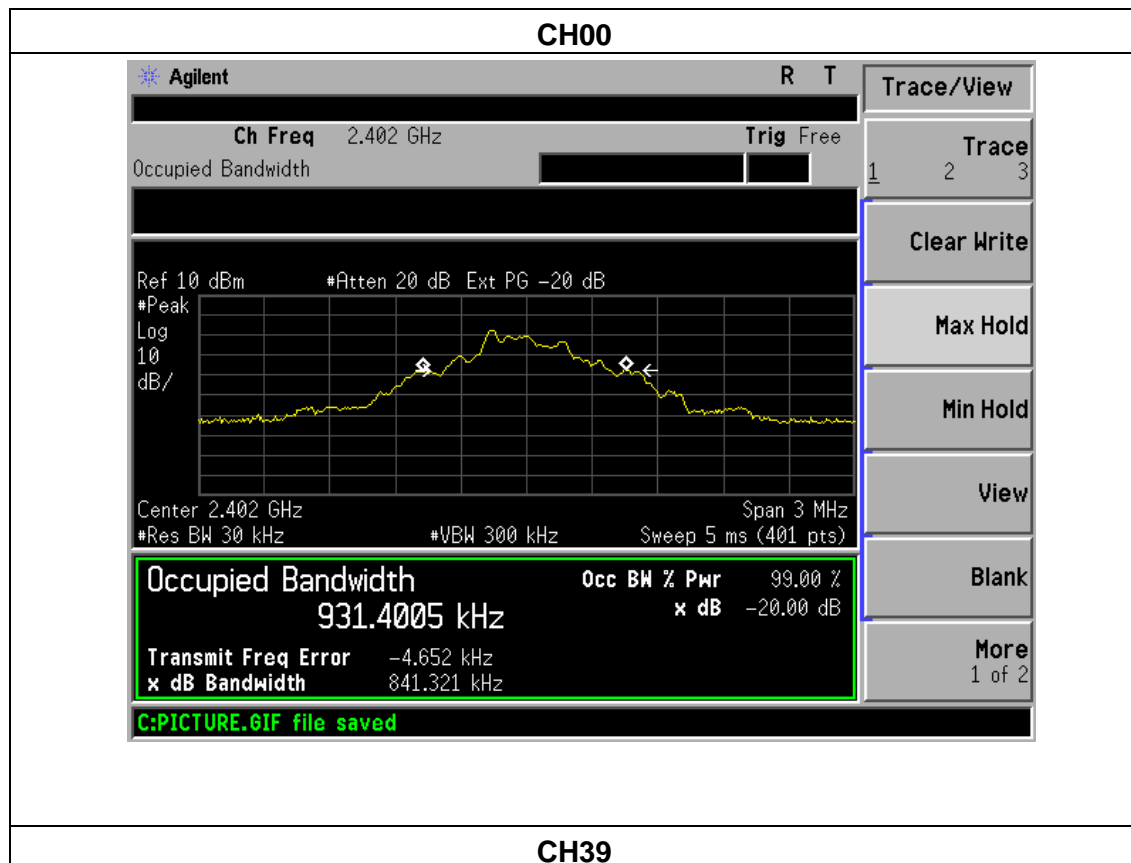 CH00
Agilent R T
Trace/View
Ch Freq 2.402 GHz Trig Free
Occupied Bandwidth
Trace
1 2 3
Clear Write
Ref 10 dBm #Atten 20 dB Ext PG −20 dB
#Peak
Log
10
dB/
Max Hold
Min Hold
View
Center 2.402 GHz Span 3 MHz
#Res BW 30 kHz #VBW 300 kHz Sweep 5 ms (401 pts)
Occupied Bandwidth Occ BW % Pwr 99.00 %
931.4005 kHz x dB −20.00 dB
Blank
Transmit Freq Error −4.652 kHz
x dB Bandwidth 841.321 kHz
More
1 of 2
C:PICTURE.GIF file saved
CH39